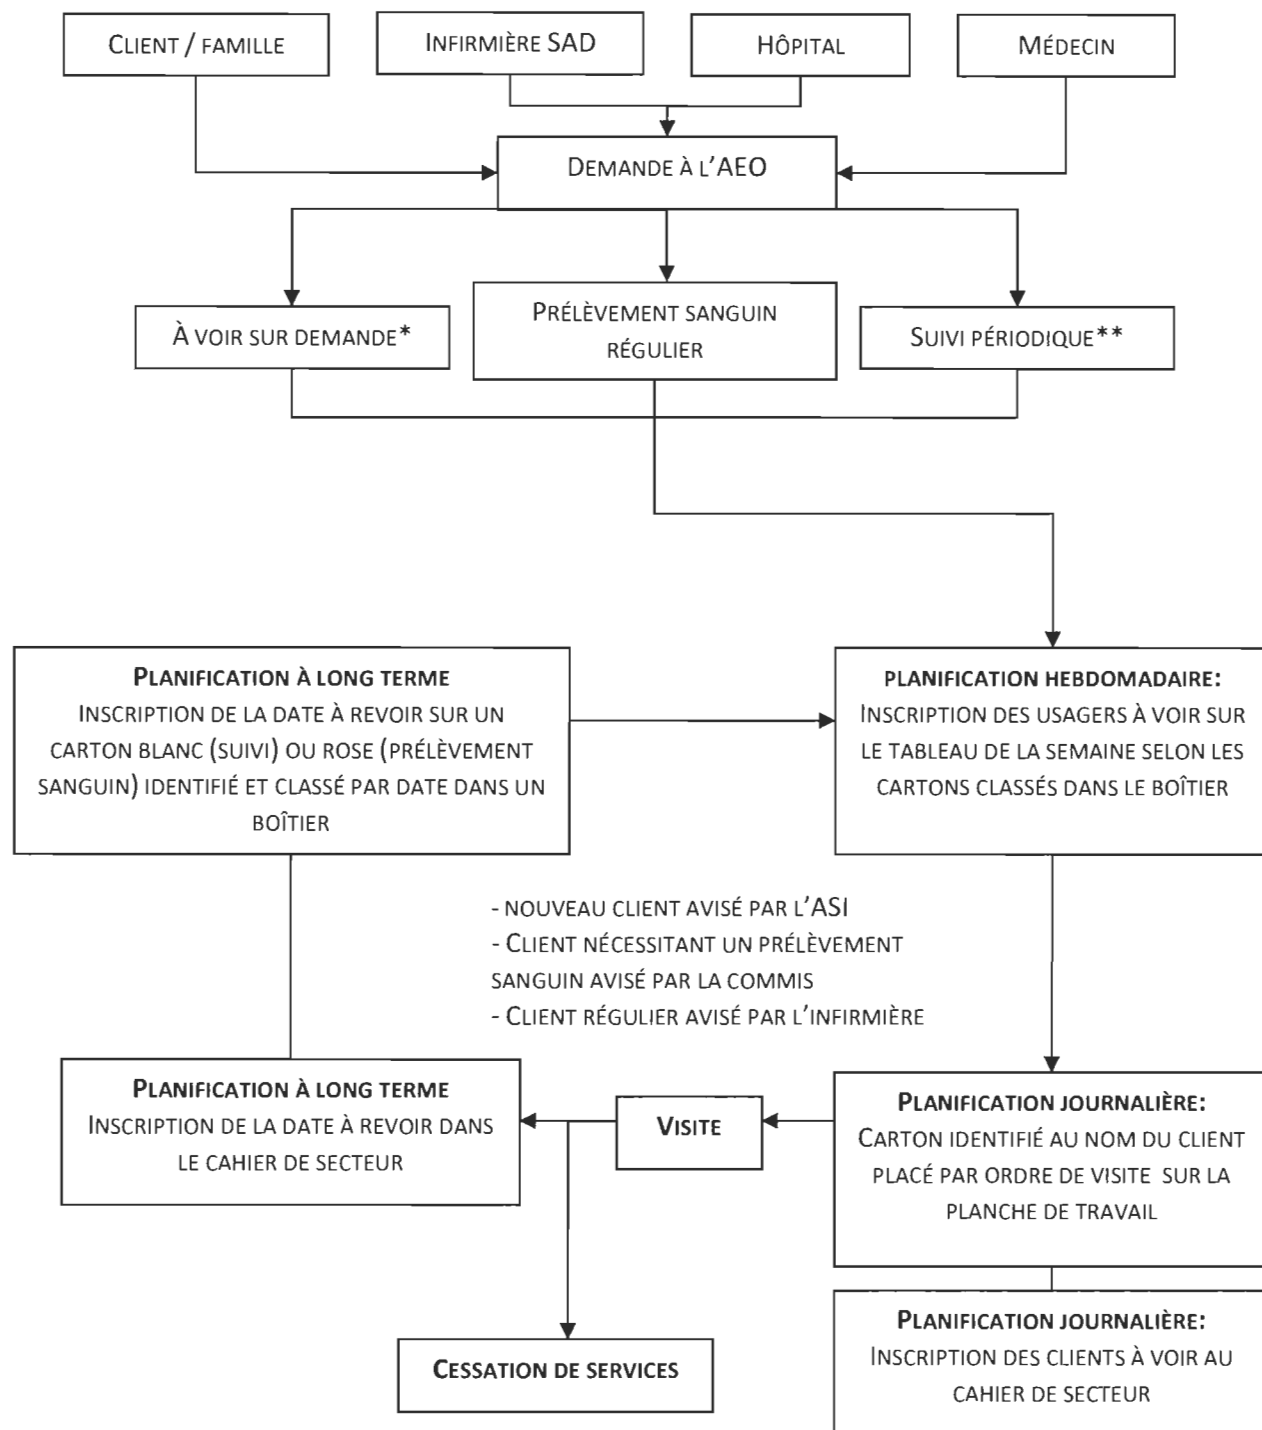 CLIENT / FAMILLE
INFIRMIÈRE SAD
HÔPITAL
MÉDECIN
DEMANDE À L'AEO
À VOIR SUR DEMANDE*
PRÉLÈVEMENT SANGUIN
RÉGULIER
SUIVI PÉRIODIQUE**
PLANIFICATION À LONG TERME
INSCRIPTION DE LA DATE À REVOIR SUR UN
CARTON BLANC (SUIVI) OU ROSE (PRÉLÈVEMENT
SANGUIN) IDENTIFIÉ ET CLASSÉ PAR DATE DANS UN
BOÎTIER
PLANIFICATION HEBDOMADAIRE:
INSCRIPTION DES USAGERS À VOIR SUR
LE TABLEAU DE LA SEMAINE SELON LES
CARTONS CLASSÉS DANS LE BOÎTIER
- NOUVEAU CLIENT AVISÉ PAR L'ASI
- CLIENT NÉCESSITANT UN PRÉLÈVEMENT
SANGUIN AVISÉ PAR LA COMMIS
- CLIENT RÉGULIER AVISÉ PAR L'INFIRMIÈRE
PLANIFICATION À LONG TERME
INSCRIPTION DE LA DATE À REVOIR DANS
LE CAHIER DE SECTEUR
VISITE
PLANIFICATION JOURNALIÈRE:
CARTON IDENTIFIÉ AU NOM DU CLIENT
PLACÉ PAR ORDRE DE VISITE SUR LA
PLANCHE DE TRAVAIL
CESSATION DE SERVICES
PLANIFICATION JOURNALIÈRE:
INSCRIPTION DES CLIENTS À VOIR AU
CAHIER DE SECTEUR